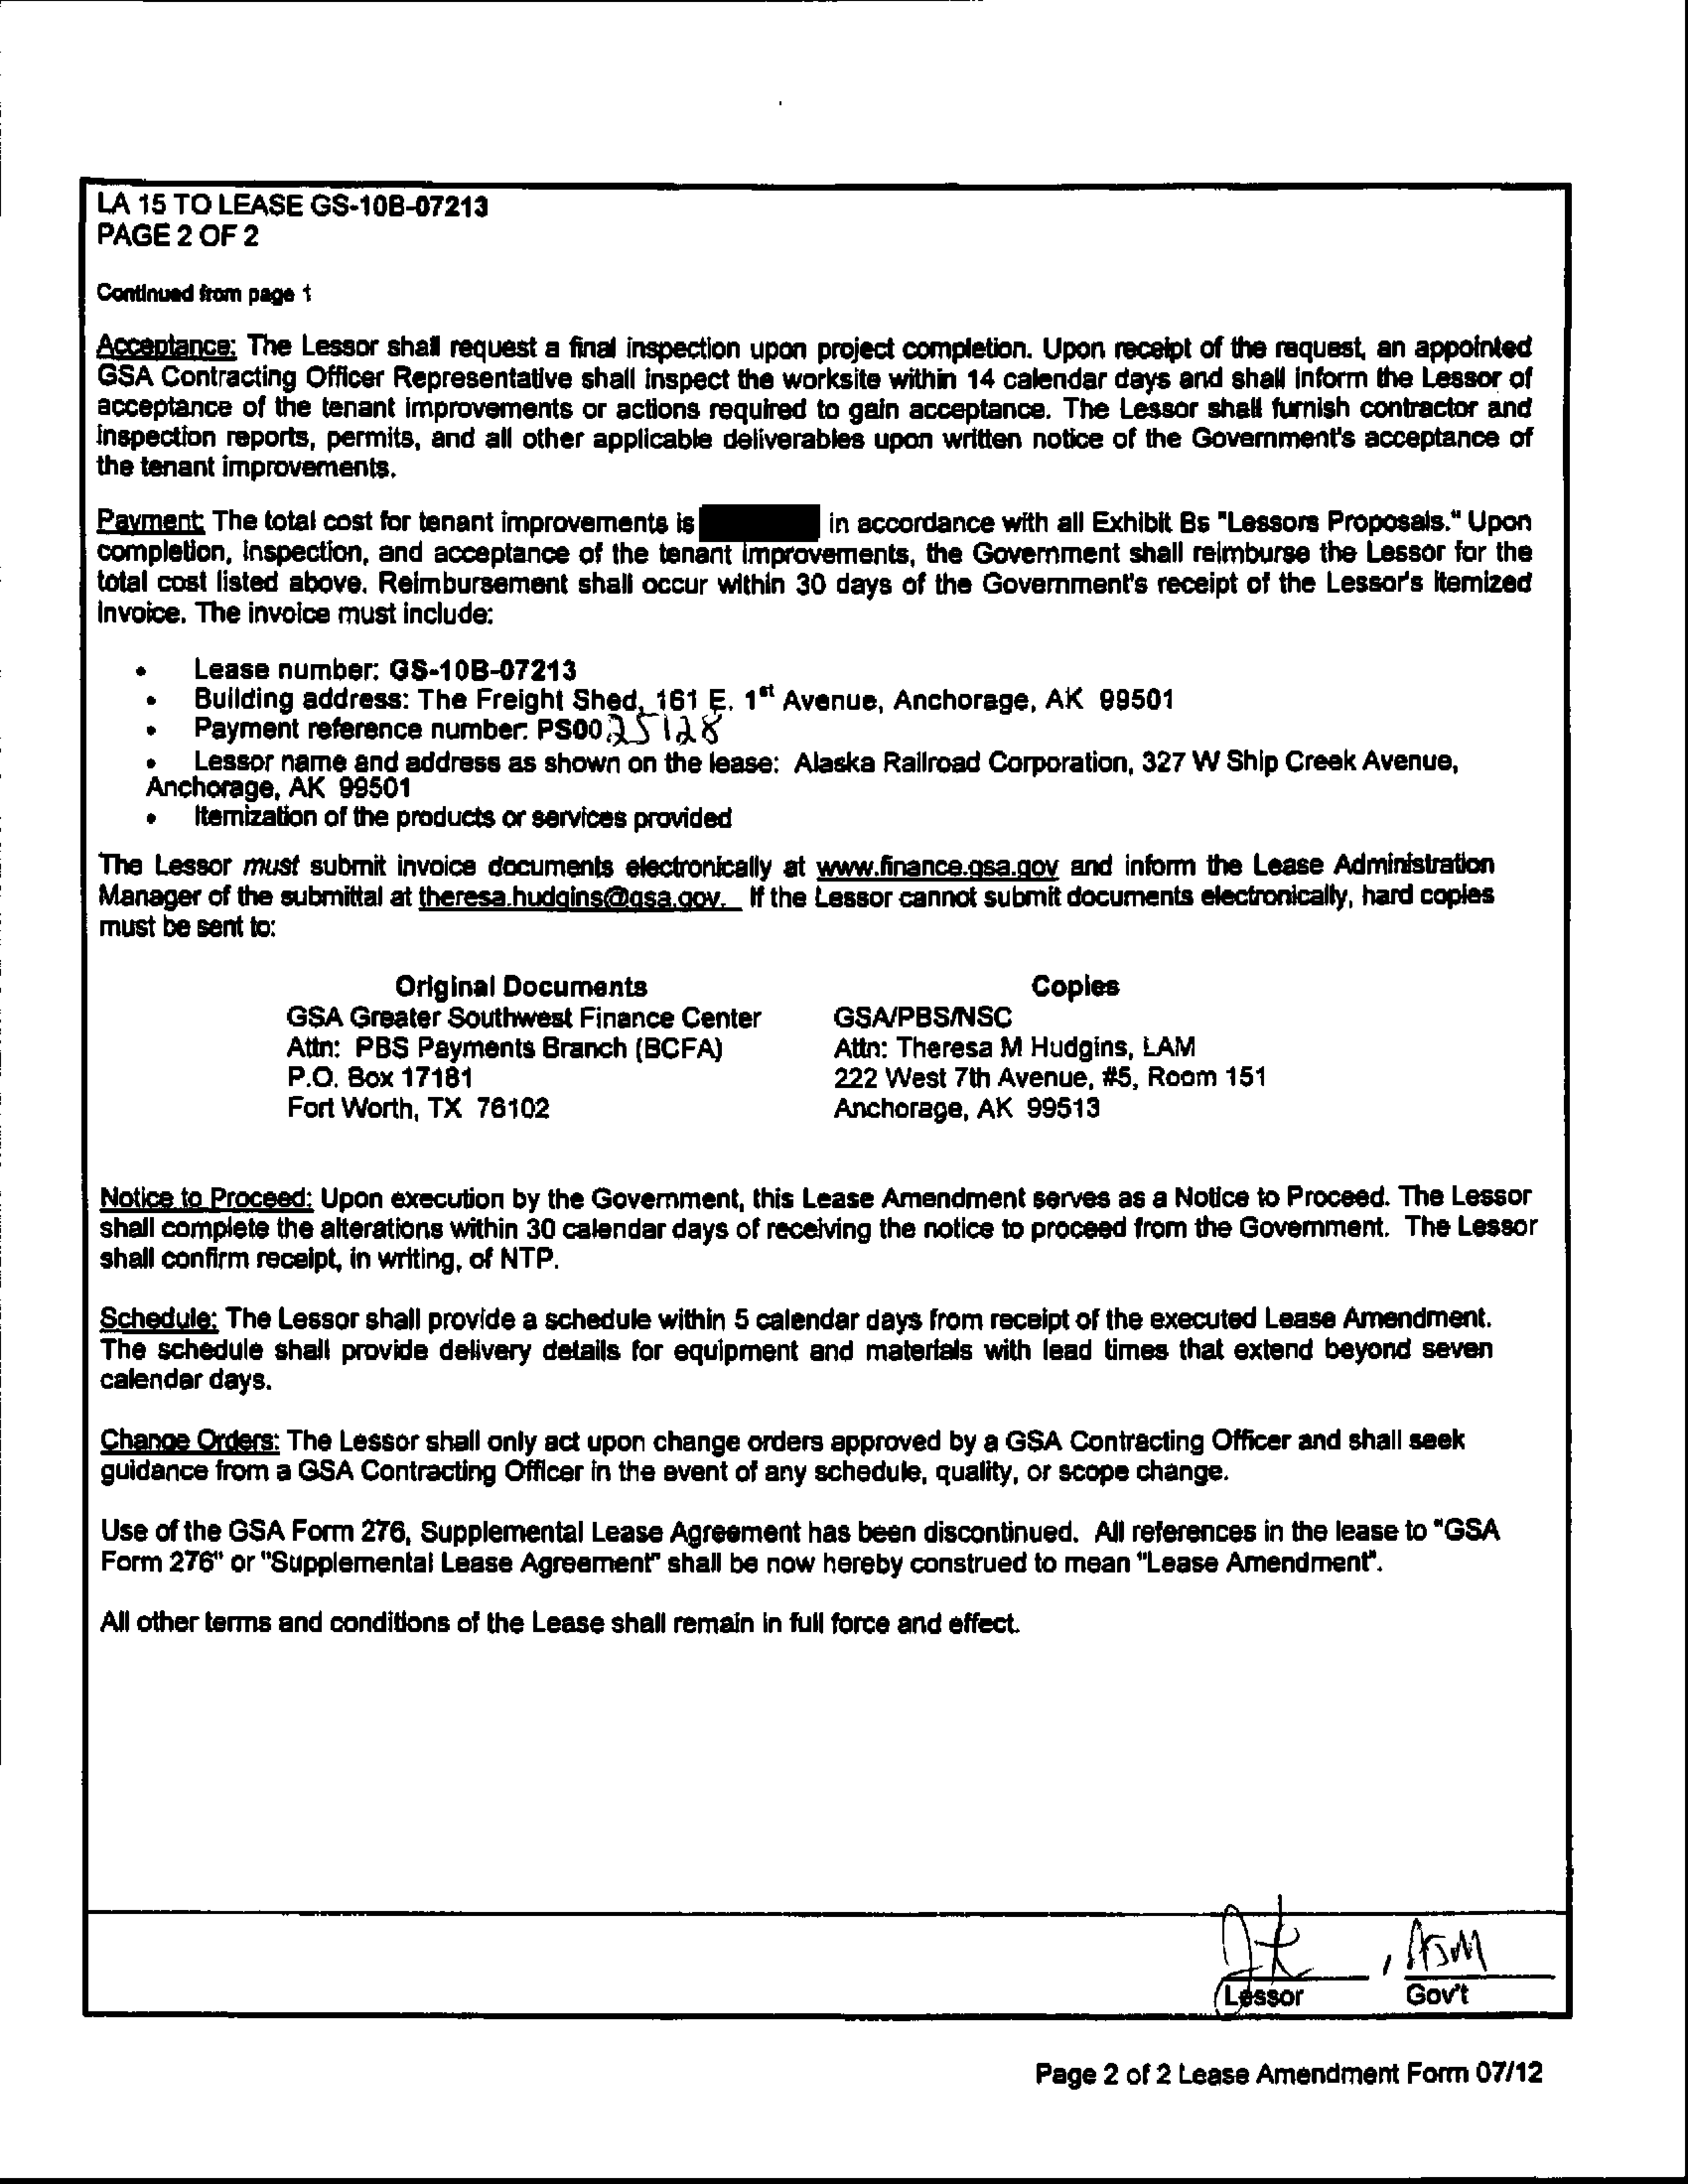 LA 15 TO LEASE GS-10B-07213
PAGE 2 OF 2
Continued from page 1
Acceptance: The Lessor shall request a final inspection upon project completion. Upon receipt of the request, an appointed
GSA Contracting Officer Representative shall inspect the worksite within 14 calendar days and shall inform the Lessor of
acceptance of the tenant improvements or actions required to gain acceptance. The Lessor shall furnish contractor and
inspection reports, permits, and all other applicable deliverables upon written notice of the Government's acceptance of
the tenant improvements.
Payment: The total cost for tenant improvements is in accordance with all Exhibit Bs "Lessors Proposals." Upon
completion, inspection, and acceptance of the tenant improvements, the Government shall reimburse the Lessor for the
total cost listed above. Reimbursement shall occur within 30 days of the Government's receipt of the Lessor's itemized
invoice. The invoice must include:
• Lease number: GS-10B-07213
• Building address: The Freight Shed, 161 E. 1st Avenue, Anchorage, AK 99501
• Payment reference number: PS0025128
• Lessor name and address as shown on the lease: Alaska Railroad Corporation, 327 W Ship Creek Avenue,
Anchorage, AK 99501
• Itemization of the products or services provided
The Lessor must submit invoice documents electronically at www.finance.gsa.gov and inform the Lease Administration
Manager of the submittal at theresa.hudgins@gsa.gov. If the Lessor cannot submit documents electronically, hard copies
must be sent to:
Original Documents
GSA Greater Southwest Finance Center
Attn: PBS Payments Branch (BCFA)
P.O. Box 17181
Fort Worth, TX 76102
Copies
GSA/PBS/NSC
Attn: Theresa M Hudgins, LAM
222 West 7th Avenue, #5, Room 151
Anchorage, AK 99513
Notice to Proceed: Upon execution by the Government, this Lease Amendment serves as a Notice to Proceed. The Lessor
shall complete the alterations within 30 calendar days of receiving the notice to proceed from the Government. The Lessor
shall confirm receipt, in writing, of NTP.
Schedule: The Lessor shall provide a schedule within 5 calendar days from receipt of the executed Lease Amendment.
The schedule shall provide delivery details for equipment and materials with lead times that extend beyond seven
calendar days.
Change Orders: The Lessor shall only act upon change orders approved by a GSA Contracting Officer and shall seek
guidance from a GSA Contracting Officer in the event of any schedule, quality, or scope change.
Use of the GSA Form 276, Supplemental Lease Agreement has been discontinued. All references in the lease to "GSA
Form 276" or "Supplemental Lease Agreement" shall be now hereby construed to mean "Lease Amendment".
All other terms and conditions of the Lease shall remain in full force and effect.
, ASM
Lessor Gov't
Page 2 of 2 Lease Amendment Form 07/12